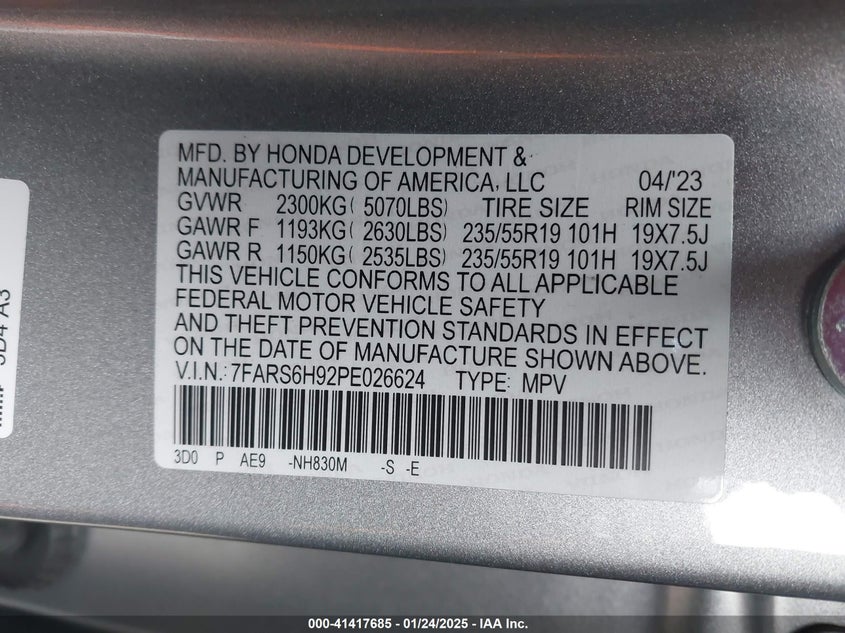 MFD. BY HONDA DEVELOPMENT &
MANUFACTURING OF AMERICA, LLC 04/'23
GVWR 2300KG( 5070LBS) TIRE SIZE RIM SIZE
GAWR F 1193KG( 2630LBS) 235/55R19 101H 19X7.5J
GAWR R 1150KG( 2535LBS) 235/55R19 101H 19X7.5J
THIS VEHICLE CONFORMS TO ALL APPLICABLE
FEDERAL MOTOR VEHICLE SAFETY
AND THEFT PREVENTION STANDARDS IN EFFECT
ON THE DATE OF MANUFACTURE SHOWN ABOVE.
V.I.N.: 7FARS6H92PE026624 TYPE: MPV
3D0 P AE9 -NH830M -S -E
000-41417685 - 01/24/2025 - IAA Inc.